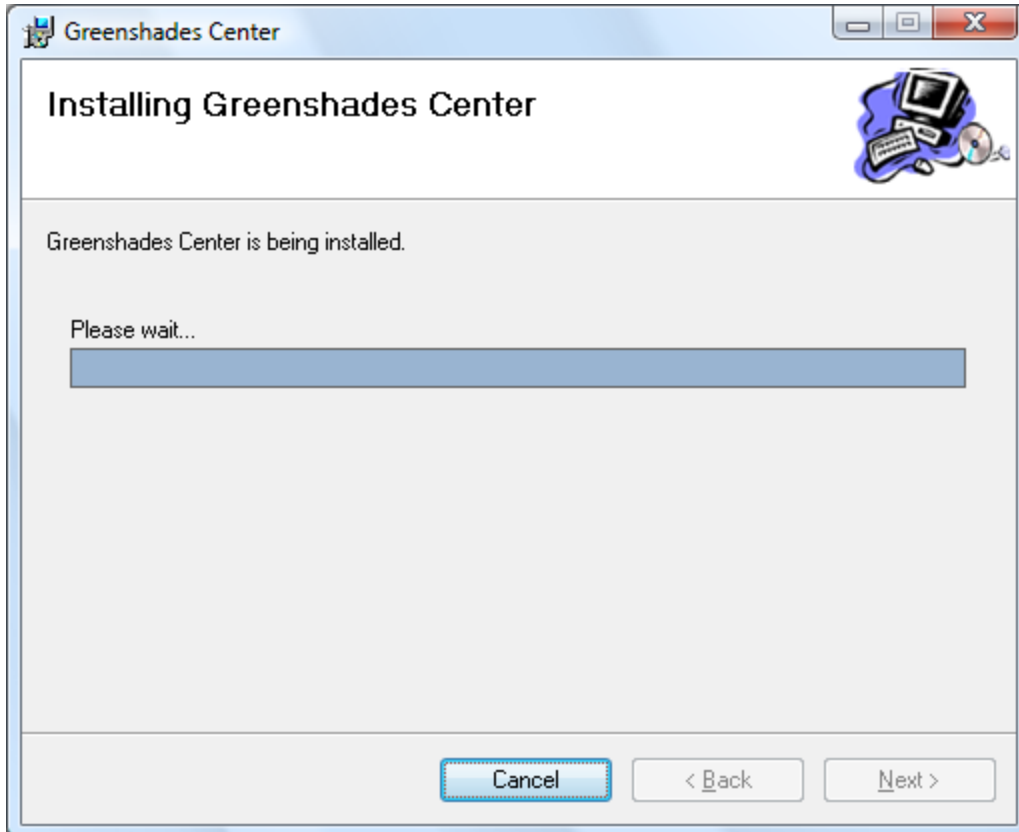 Greenshades Center
Installing Greenshades Center
Greenshades Center is being installed.
Please wait...
Cancel
< Back
Next >